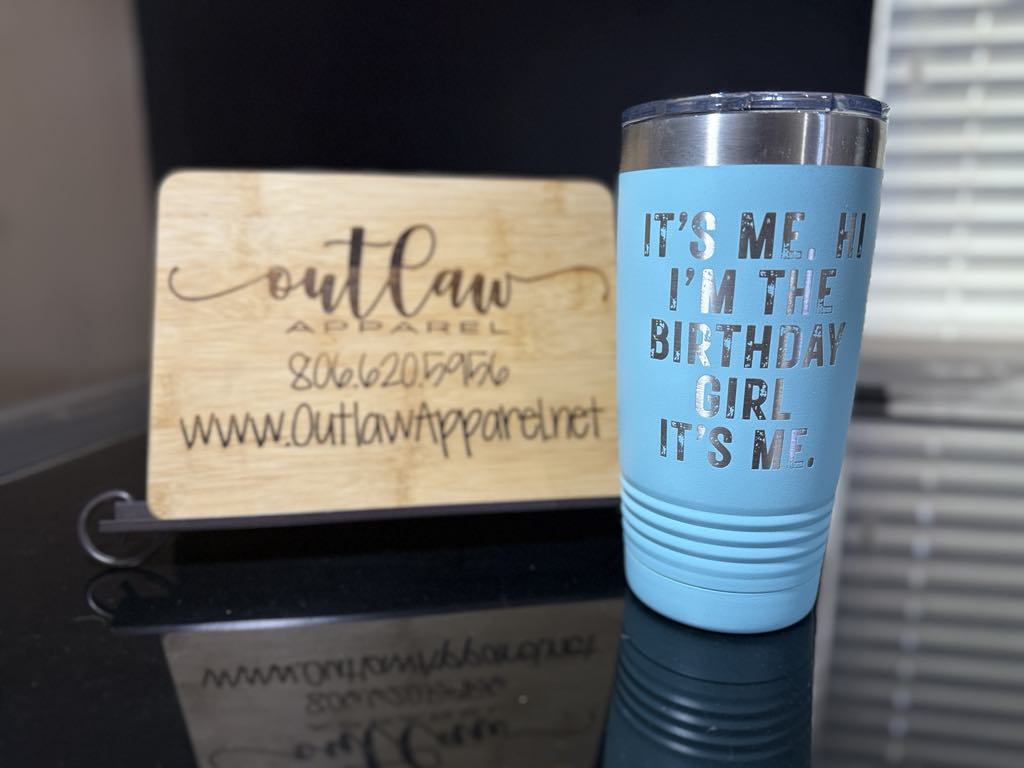 outlaw
APPAREL
806.620.5956
www.OutlawApparel.net
IT'S ME. HI
I'M THE
BIRTHDAY
GIRL
IT'S ME.